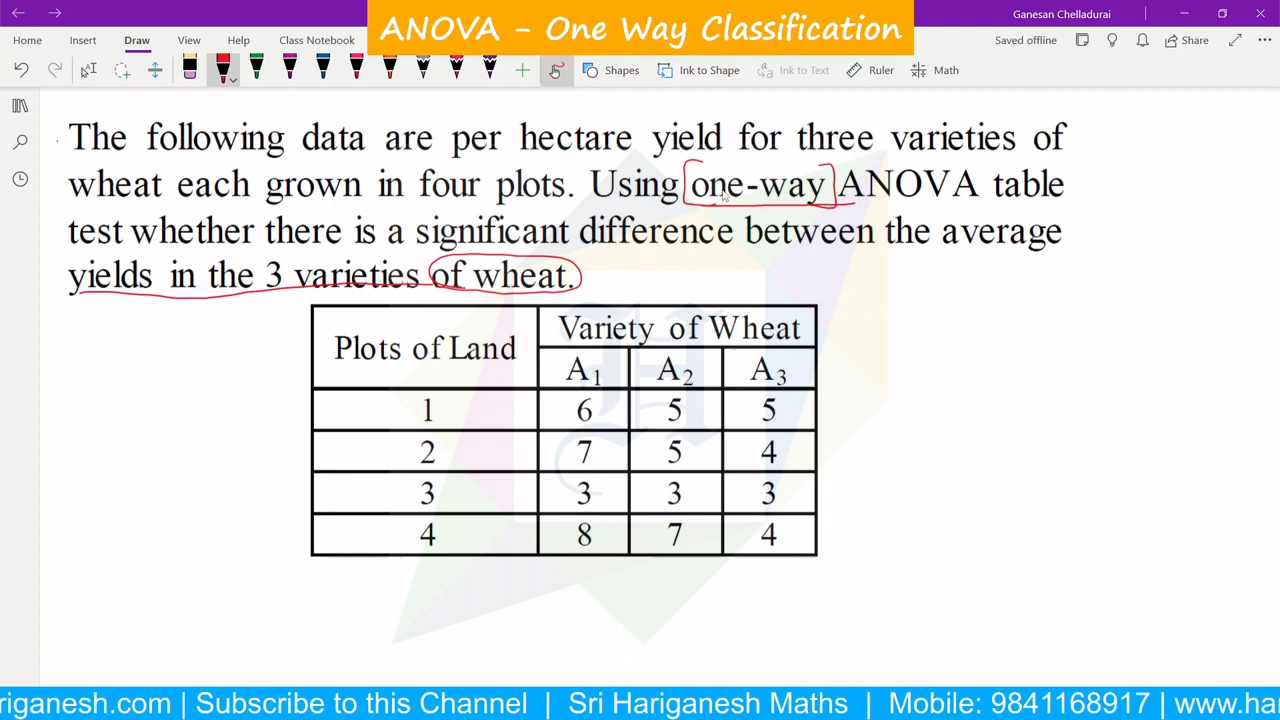 ANOVA - One Way Classification
Ganesan Chelladurai
Home Insert Draw View Help Class Notebook
Saved offline Share
Shapes Ink to Shape Ink to Text Ruler Math
The following data are per hectare yield for three varieties of
wheat each grown in four plots. Using one-way ANOVA table
test whether there is a significant difference between the average
yields in the 3 varieties of wheat.
Plots of Land Variety of Wheat
A1 A2 A3
1 6 5 5
2 7 5 4
3 3 3 3
4 8 7 4
riganesh.com | Subscribe to this Channel | Sri Hariganesh Maths | Mobile: 9841168917 | www.ha